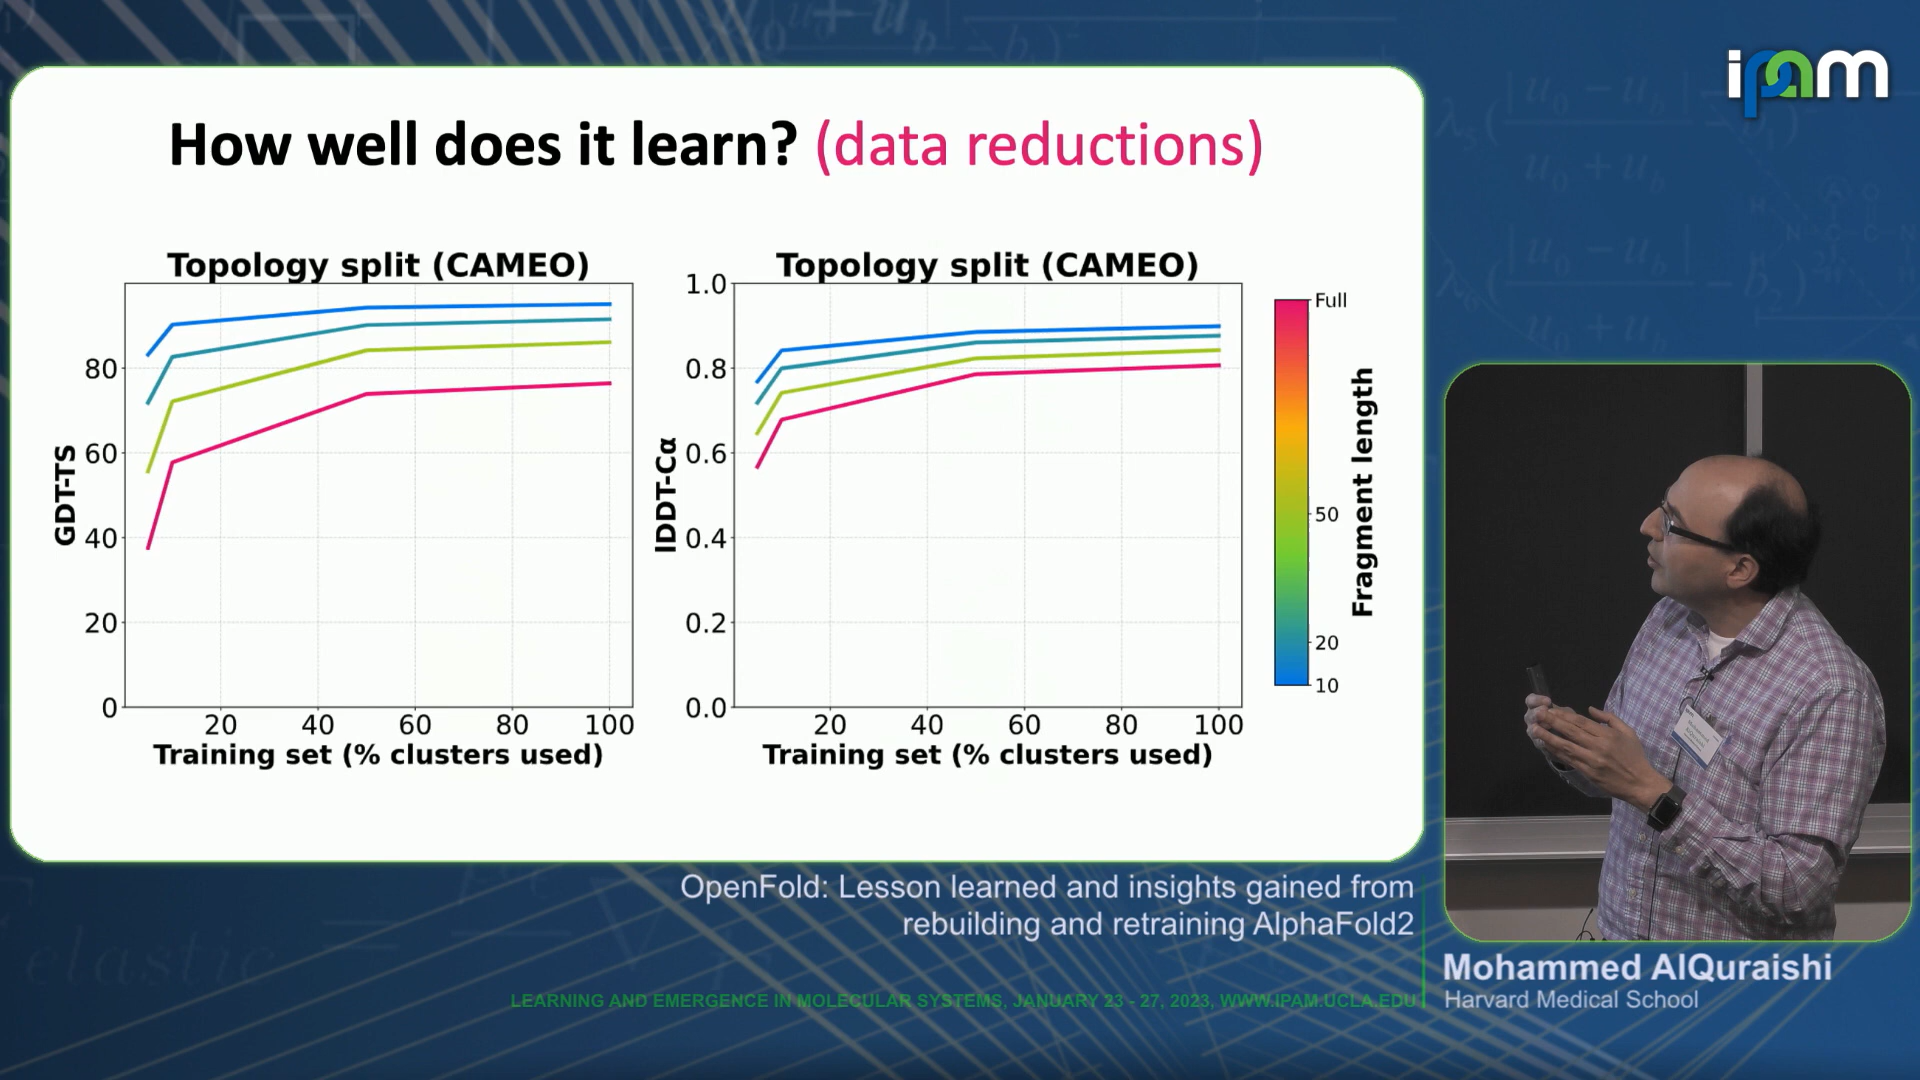 ipam
How well does it learn? (data reductions)
Topology split (CAMEO)
GDT-TS
80
60
40
20
0
20 40 60 80 100
Training set (% clusters used)
Topology split (CAMEO)
lDDT-Cα
1.0
0.8
0.6
0.4
0.2
0.0
20 40 60 80 100
Training set (% clusters used)
Full
50
20
10
Fragment length
OpenFold: Lesson learned and insights gained from
rebuilding and retraining AlphaFold2
Mohammed AlQuraishi
Harvard Medical School
LEARNING AND EMERGENCE IN MOLECULAR SYSTEMS, JANUARY 23 - 27, 2023, WWW.IPAM.UCLA.EDU
elastic